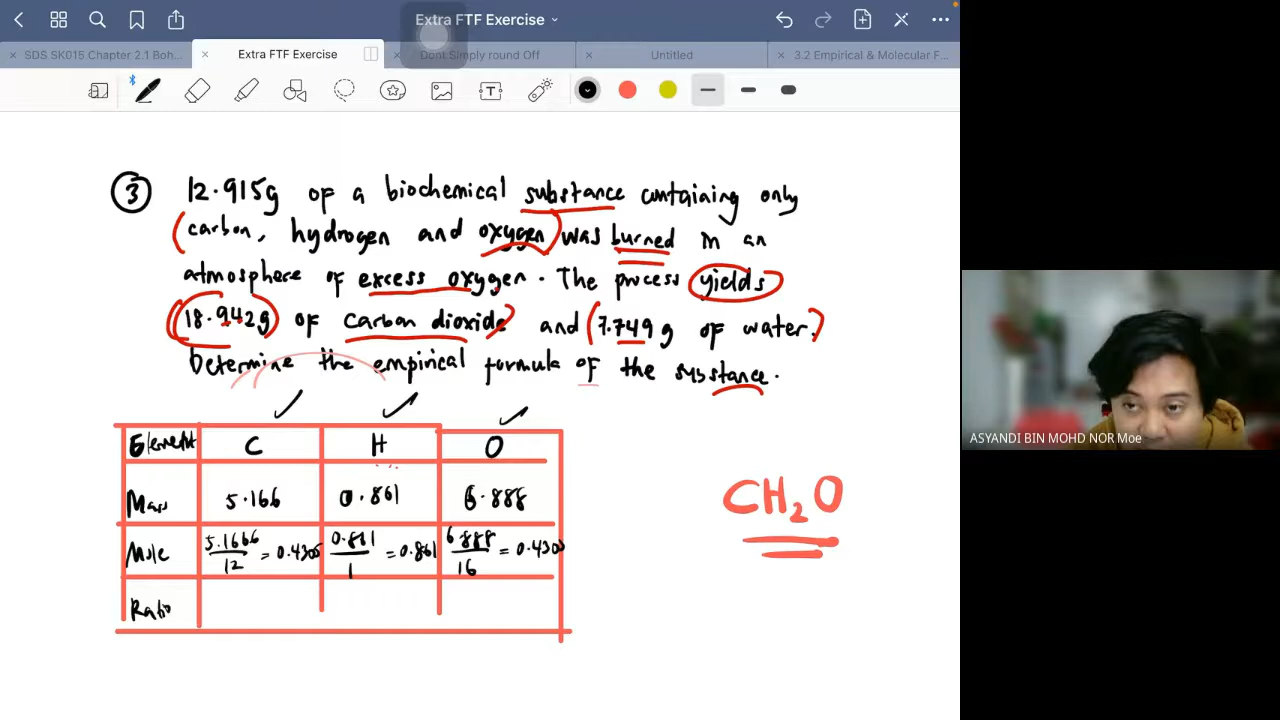 Extra FTF Exercise
SDS SK015 Chapter 2.1 Boh...
Extra FTF Exercise
Dont Simply round Off
Untitled
3.2 Empirical & Molecular F...
3 12.915g of a biochemical substance containing only
(carbon, hydrogen and oxygen) was burned in an
atmosphere of excess oxygen. The process yields
18.942g of carbon dioxide and (7.749g of water.)
Determine the empirical formula of the substance.
Element C H O
Mass 5.166 0.861 6.888
Mole 5.1666/12 = 0.4305 0.861/1 = 0.861 6.888/16 = 0.4305
Ratio
CH₂O
ASYANDI BIN MOHD NOR Moe